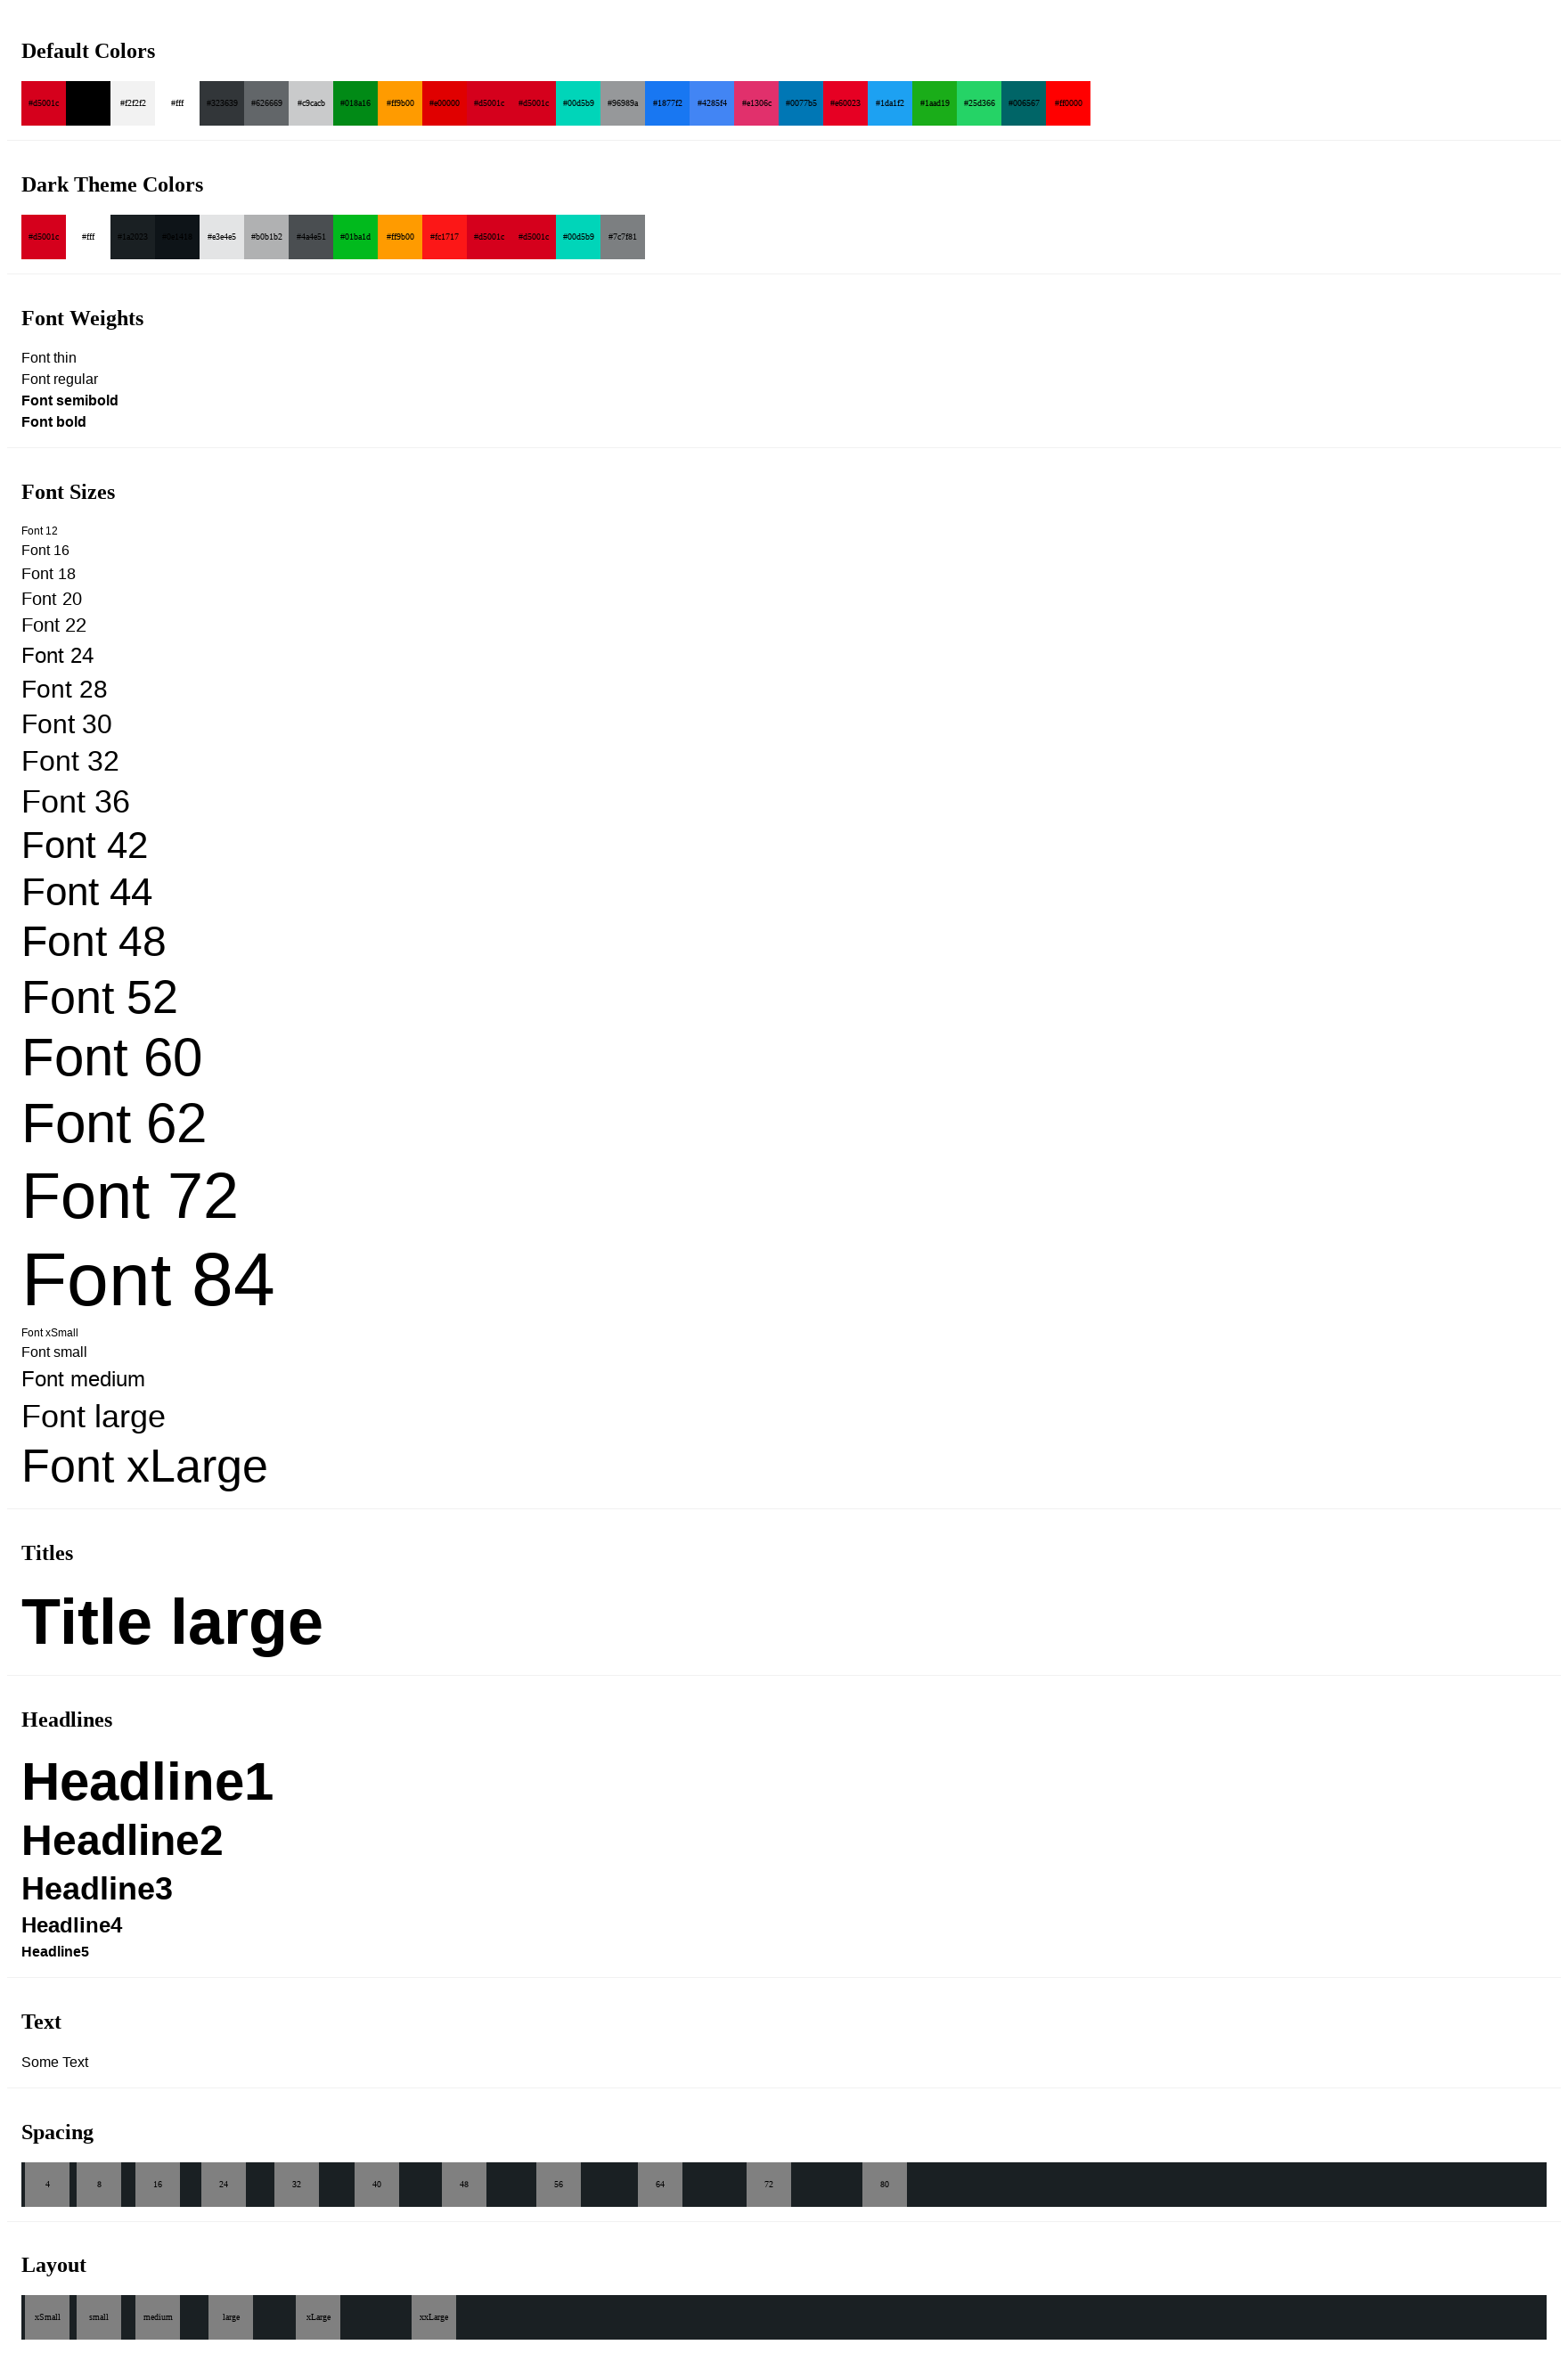 Default Colors
#d5001c #f2f2f2 #fff #323639 #626669 #c9cacb #018a16 #ff9b00 #e00000 #d5001c #d5001c #00d5b9 #96989a #1877f2 #4285f4 #e1306c #0077b5 #e60023 #1da1f2 #1aad19 #25d366 #006567 #ff0000
Dark Theme Colors
#d5001c #fff #1a2023 #0e1418 #e3e4e5 #b0b1b2 #4a4e51 #01ba1d #ff9b00 #fc1717 #d5001c #d5001c #00d5b9 #7c7f81
Font Weights
Font thin
Font regular
Font semibold
Font bold
Font Sizes
Font 12
Font 16
Font 18
Font 20
Font 22
Font 24
Font 28
Font 30
Font 32
Font 36
Font 42
Font 44
Font 48
Font 52
Font 60
Font 62
Font 72
Font 84
Font xSmall
Font small
Font medium
Font large
Font xLarge
Titles
Title large
Headlines
Headline1
Headline2
Headline3
Headline4
Headline5
Text
Some Text
Spacing
4 8 16 24 32 40 48 56 64 72 80
Layout
xSmall small medium large xLarge xxLarge